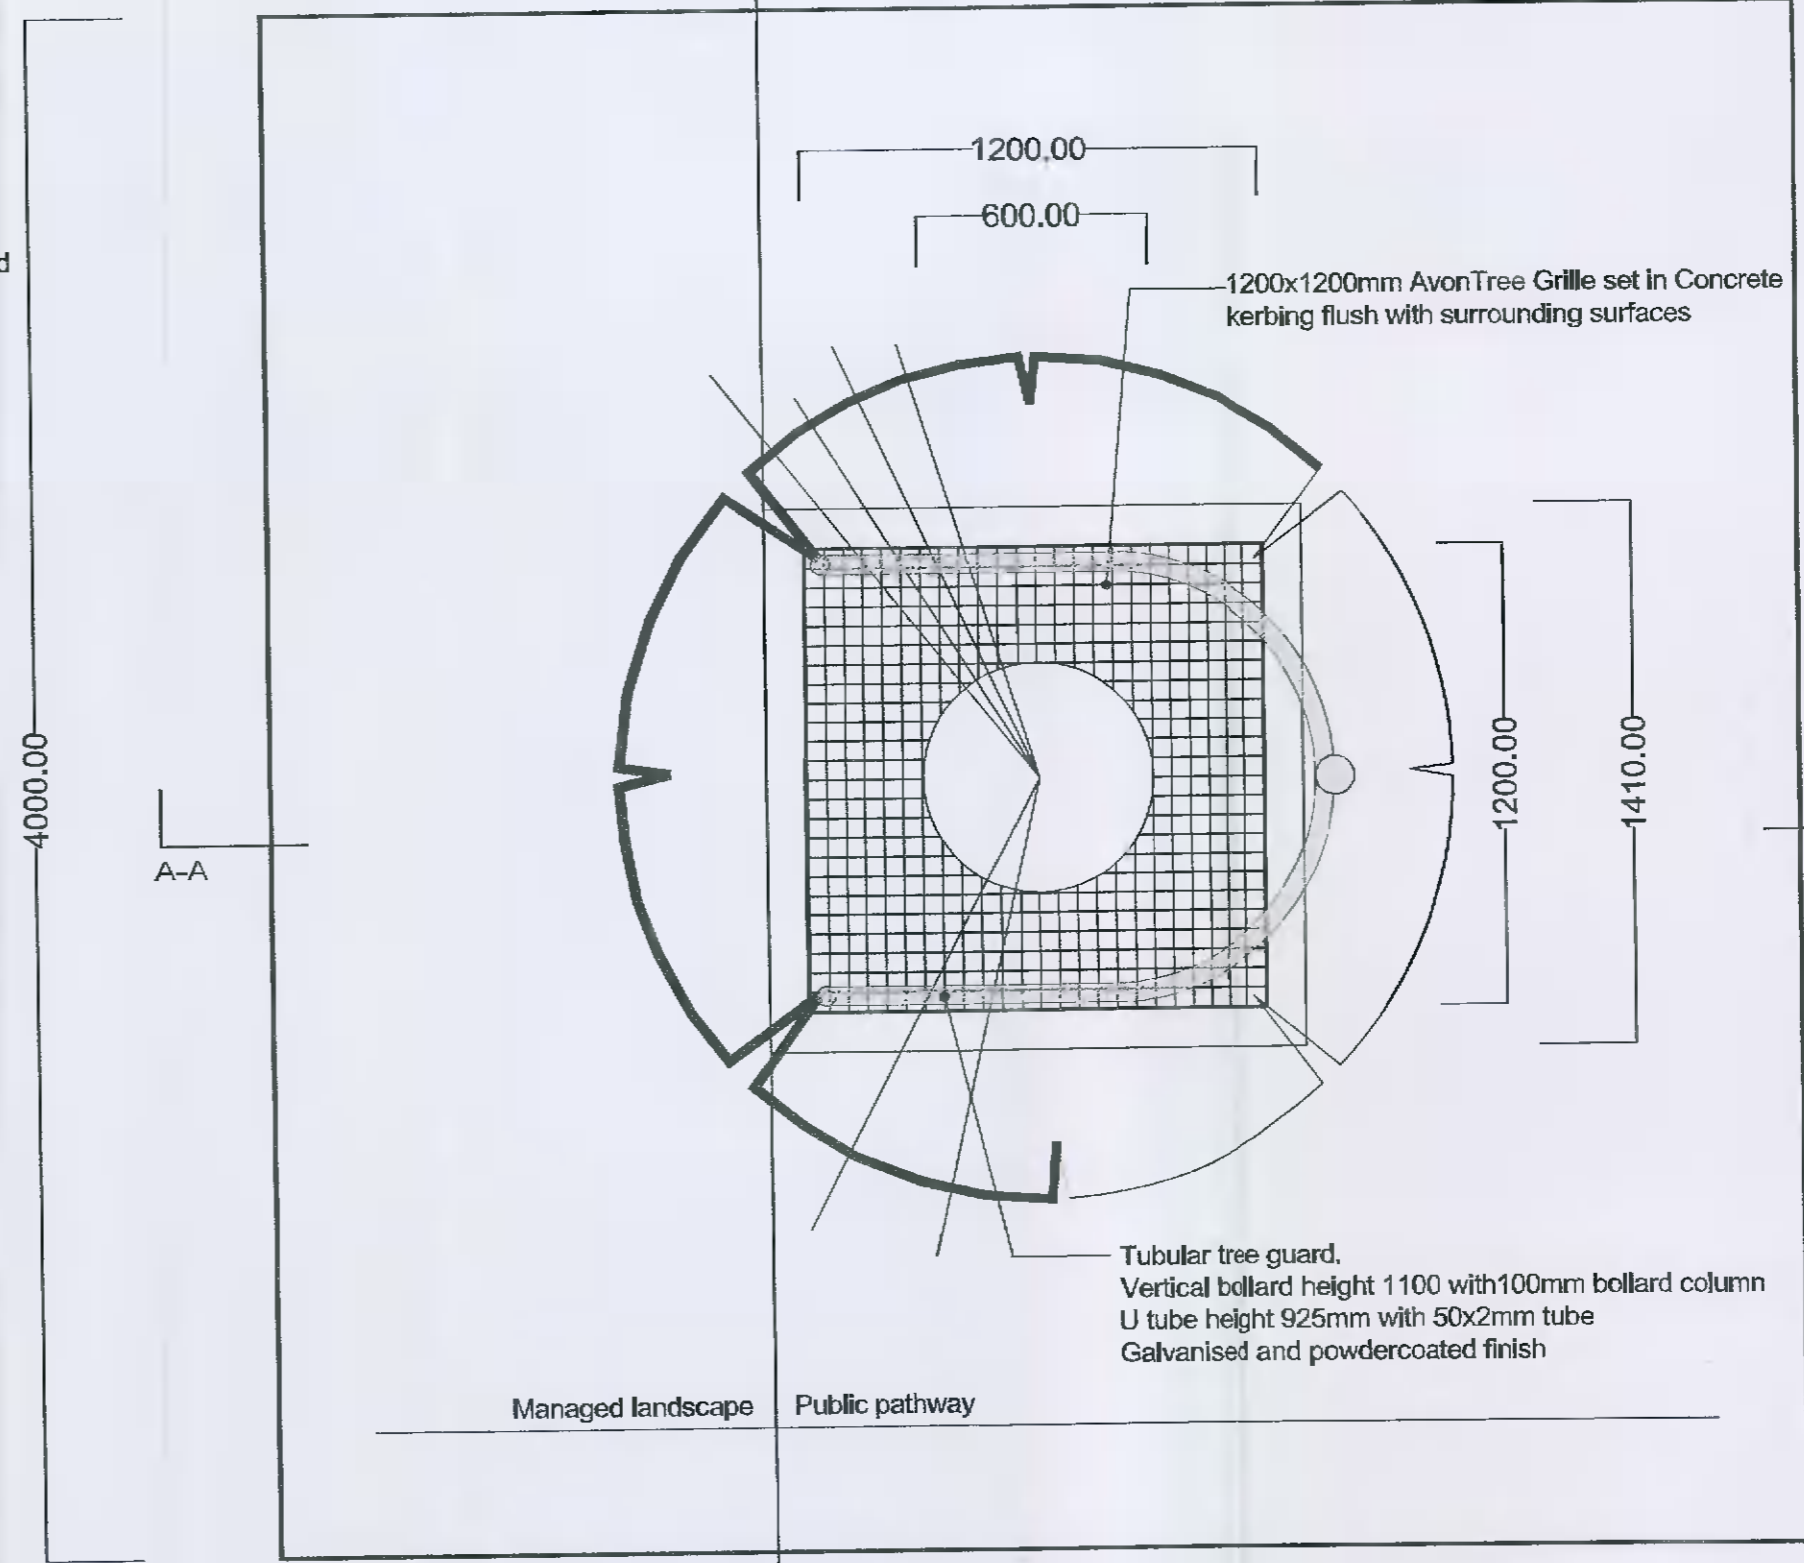 1200.00
600.00
d
1200x1200mm AvonTree Grille set in Concrete
kerbing flush with surrounding surfaces
4000.00
A-A
1200.00
1410.00
Tubular tree guard,
Vertical bollard height 1100 with100mm bollard column
U tube height 925mm with 50x2mm tube
Galvanised and powdercoated finish
Managed landscape
Public pathway